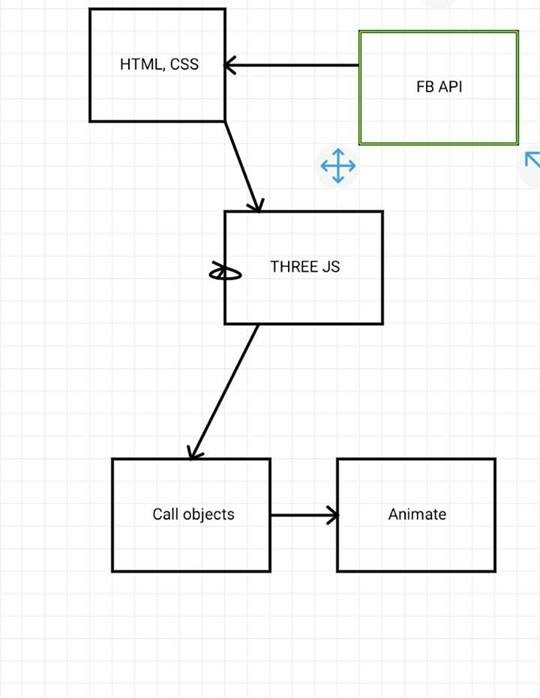 HTML, CSS
FB API
THREE JS
Call objects
Animate